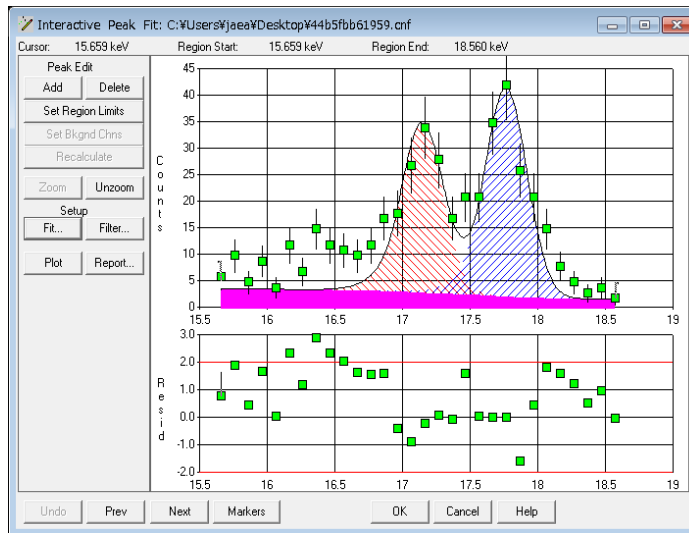 Interactive Peak Fit: C:¥Users¥jaea¥Desktop¥44b5fbb61959.cnf
Cursor: 15.659 keV Region Start: 15.659 keV Region End: 18.560 keV
Peak Edit
Add Delete
Set Region Limits
Set Bkgnd Chns
Recalculate
Zoom Unzoom
Setup
Fit... Filter...
Plot Report...
Counts
45
40
35
30
25
20
15
10
5
0
15.5 16 16.5 17 17.5 18 18.5 19
Resid
3.0
2.0
1.0
0.0
-1.0
-2.0
15.5 16 16.5 17 17.5 18 18.5 19
Undo Prev Next Markers OK Cancel Help